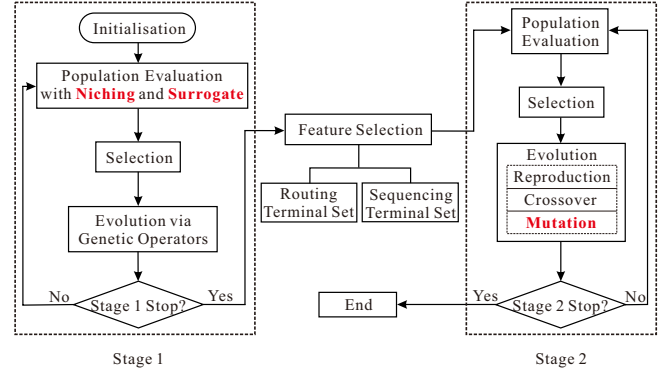 Initialisation
Population Evaluation
with Niching and Surrogate
Selection
Evolution via
Genetic Operators
No
Stage 1 Stop?
Yes
Stage 1
Feature Selection
Routing
Terminal Set
Sequencing
Terminal Set
Population
Evaluation
Selection
Evolution
Reproduction
Crossover
Mutation
Yes
Stage 2 Stop?
No
End
Stage 2